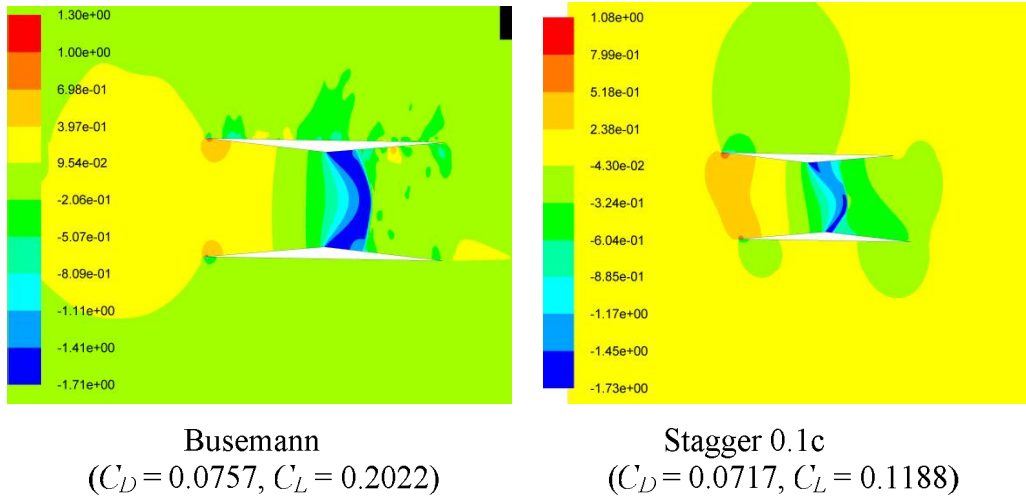 1.30e+00
1.00e+00
6.98e-01
3.97e-01
9.54e-02
-2.06e-01
-5.07e-01
-8.09e-01
-1.11e+00
-1.41e+00
-1.71e+00
1.08e+00
7.99e-01
5.18e-01
2.38e-01
-4.30e-02
-3.24e-01
-6.04e-01
-8.85e-01
-1.17e+00
-1.45e+00
-1.73e+00
Busemann
(C_D = 0.0757, C_L = 0.2022)
Stagger 0.1c
(C_D = 0.0717, C_L = 0.1188)